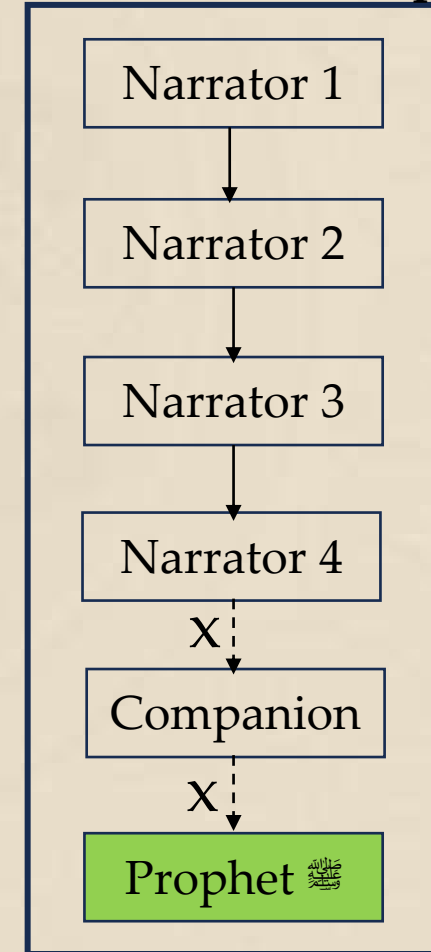 Narrator 1
Narrator 2
Narrator 3
Narrator 4
x
Companion
x
Prophet ﷺ